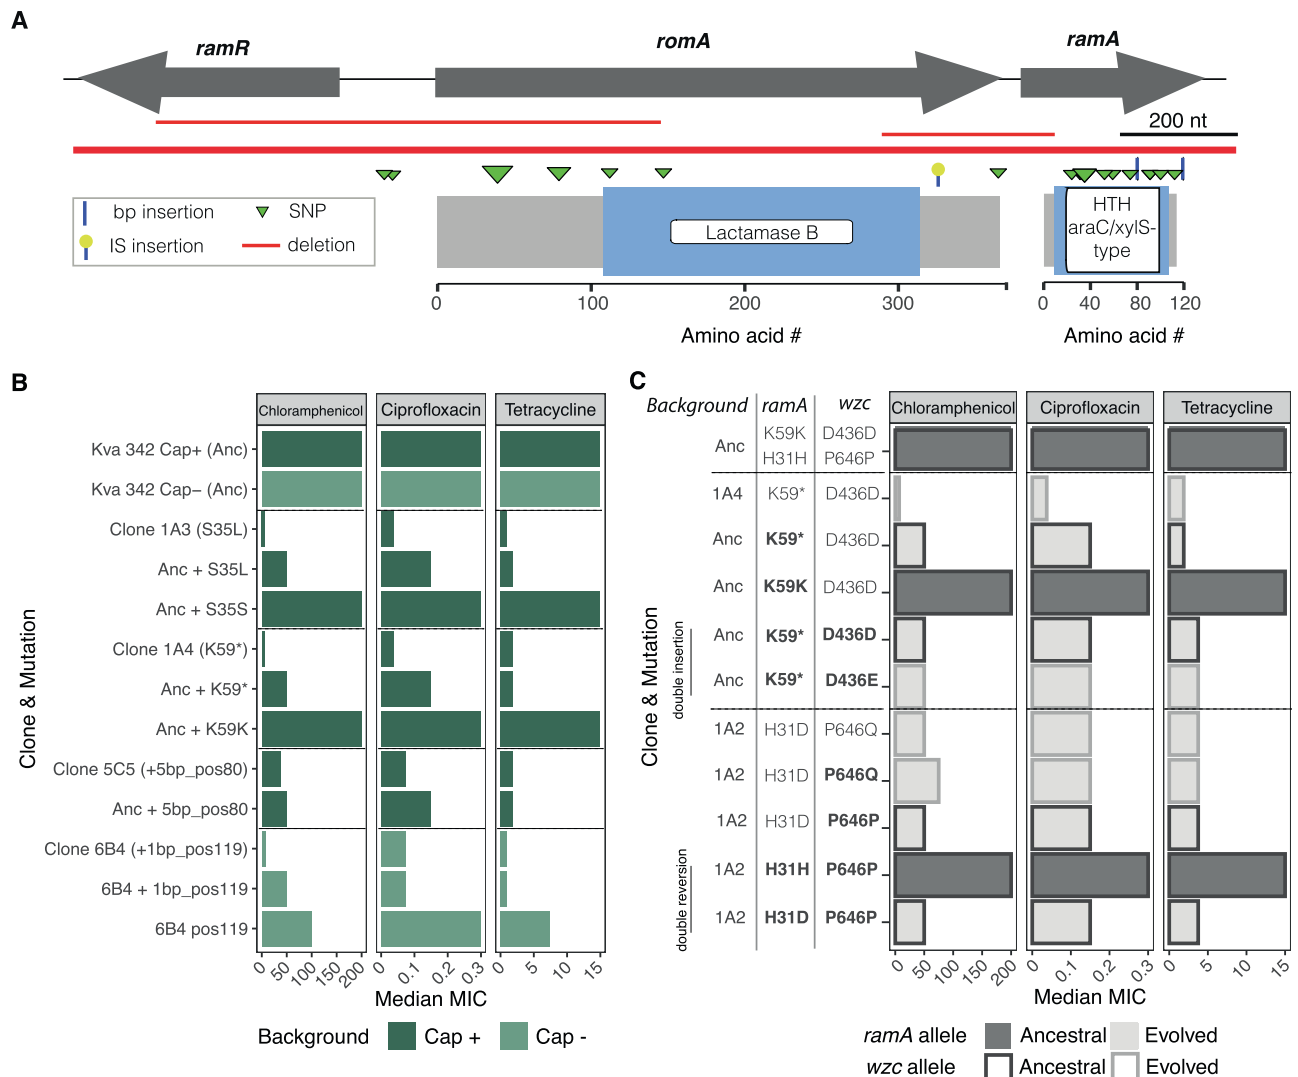 A
ramR
romA
ramA
200 nt
bp insertion
SNP
IS insertion
deletion
Lactamase B
HTH
araC/xylS-
type
0 100 200 300
0 40 80 120
Amino acid #
Amino acid #
B
Chloramphenicol Ciprofloxacin Tetracycline
Clone & Mutation
Kva 342 Cap+ (Anc)
Kva 342 Cap− (Anc)
Clone 1A3 (S35L)
Anc + S35L
Anc + S35S
Clone 1A4 (K59*)
Anc + K59*
Anc + K59K
Clone 5C5 (+5bp_pos80)
Anc + 5bp_pos80
Clone 6B4 (+1bp_pos119)
6B4 + 1bp_pos119
6B4 pos119
0 50 100 150 200 0 0.1 0.2 0.3 0 5 10 15
Median MIC
Background Cap + Cap -
C
Background ramA wzc Chloramphenicol Ciprofloxacin Tetracycline
Clone & Mutation
Anc K59K D436D
H31H P646P
1A4 K59* D436D
Anc K59* D436D
Anc K59K D436D
double insertion
Anc K59* D436D
Anc K59* D436E
1A2 H31D P646Q
1A2 H31D P646Q
1A2 H31D P646P
double reversion
1A2 H31H P646P
1A2 H31D P646P
0 50 100 150 200 0 0.1 0.2 0.3 0 5 10 15
Median MIC
ramA allele Ancestral Evolved
wzc allele Ancestral Evolved